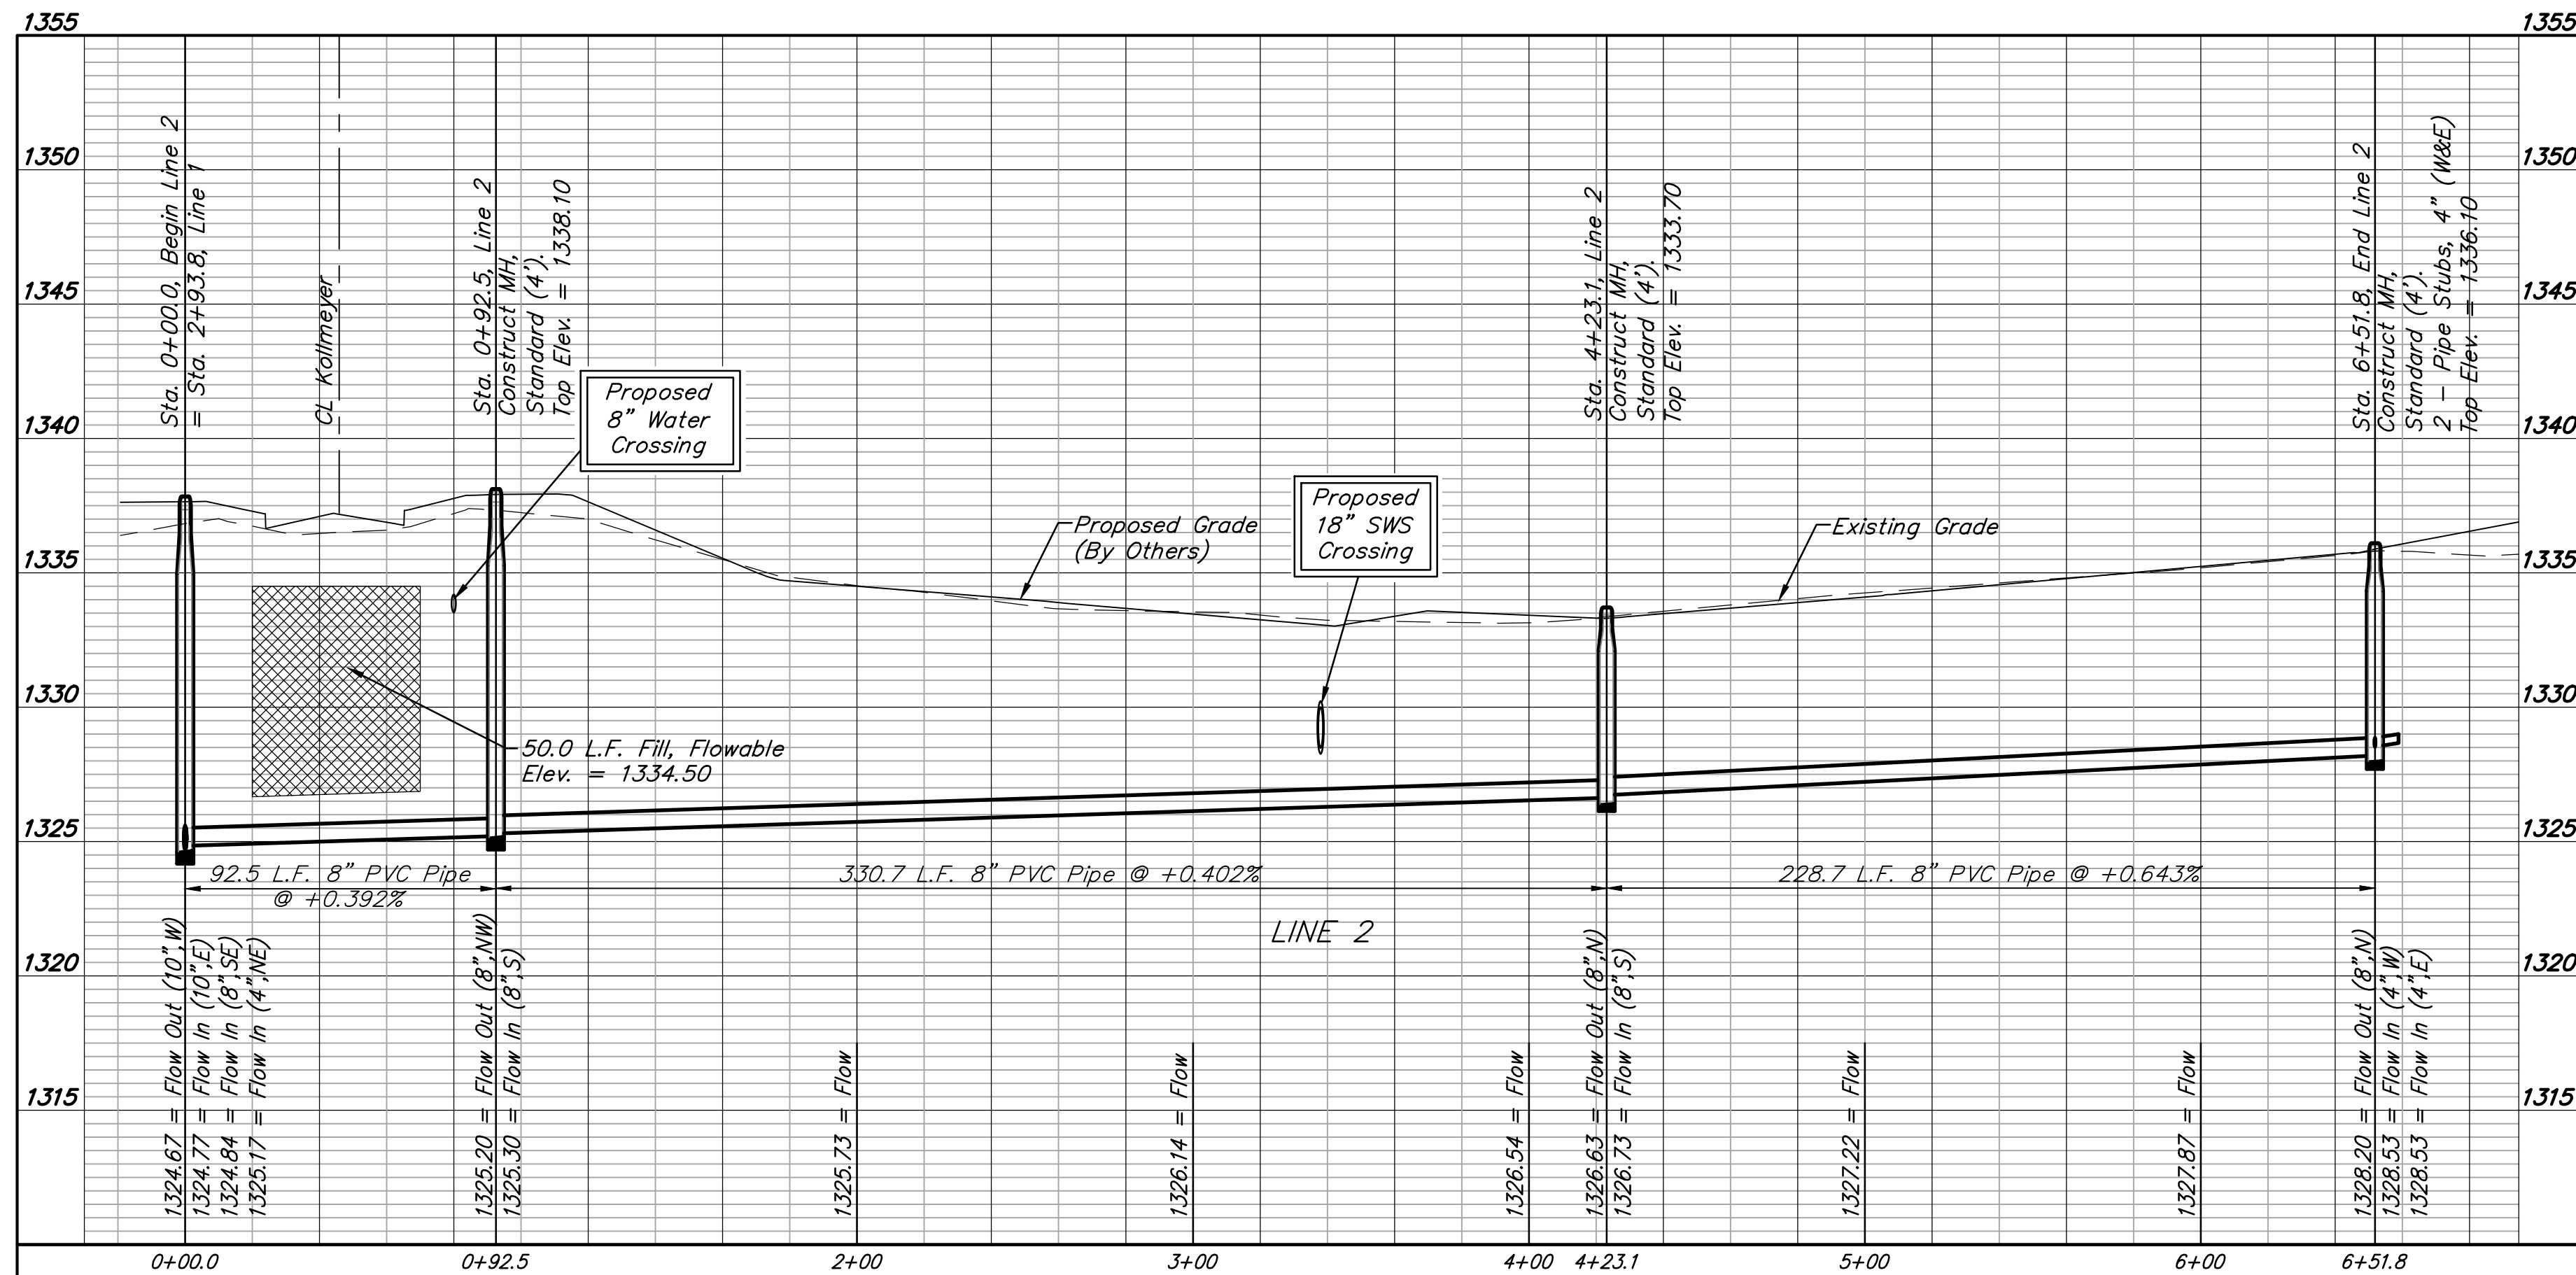 1355
1355
1350
1350
1345
1345
1340
1340
1335
1335
1330
1330
1325
1325
1320
1320
1315
1315
Sta. 0+00.0, Begin Line 2
= Sta. 2+93.8, Line 1
CL Kollmeyer
Sta. 0+92.5, Line 2
Construct MH,
Standard (4').
Top Elev. = 1338.10
Sta. 4+23.1, Line 2
Construct MH,
Standard (4').
Top Elev. = 1333.70
Sta. 6+51.8, End Line 2
Construct MH,
Standard (4').
2 - Pipe Stubs, 4" (W&E)
Top Elev. = 1336.10
Proposed
8" Water
Crossing
Proposed
18" SWS
Crossing
Proposed Grade
(By Others)
Existing Grade
50.0 L.F. Fill, Flowable
Elev. = 1334.50
92.5 L.F. 8" PVC Pipe
@ +0.392%
330.7 L.F. 8" PVC Pipe @ +0.402%
228.7 L.F. 8" PVC Pipe @ +0.643%
LINE 2
1324.67 = Flow Out (10",W)
1324.77 = Flow In (10",E)
1324.84 = Flow In (8",SE)
1325.17 = Flow In (4",NE)
1325.20 = Flow Out (8",NW)
1325.30 = Flow In (8",S)
1325.73 = Flow
1326.14 = Flow
1326.54 = Flow
1326.63 = Flow Out (8",N)
1326.73 = Flow In (8",S)
1327.22 = Flow
1327.87 = Flow
1328.20 = Flow Out (8",N)
1328.53 = Flow In (4",W)
1328.53 = Flow In (4",E)
0+00.0
0+92.5
2+00
3+00
4+00
4+23.1
5+00
6+00
6+51.8